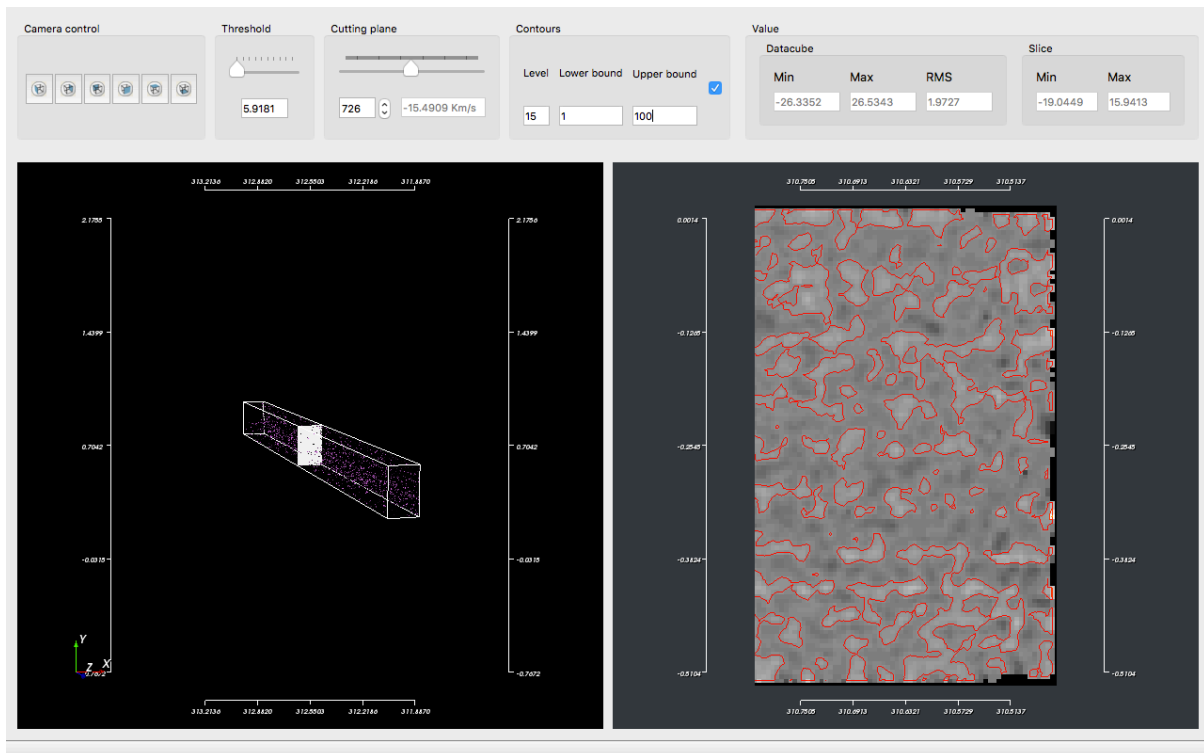 Camera control
Threshold
Cutting plane
Contours
Value
Datacube
Slice
Level Lower bound Upper bound
Min Max RMS
Min Max
5.9181
726 -15.4909 Km/s
15 1 100
-26.3352 26.5343 1.9727
-19.0449 15.9413
313.2136 312.8820 312.5503 312.2186 311.8870
2.1755 2.1756
1.4399 1.4399
0.7042 0.7042
-0.0315 -0.0315
Y
Z X
-0.7672 -0.7672
313.2136 312.8820 312.5503 312.2186 311.8870
310.7505 310.6913 310.6321 310.5729 310.5137
0.0014 0.0014
-0.1265 -0.1265
-0.2545 -0.2545
-0.3824 -0.3824
-0.5104 -0.5104
310.7505 310.6913 310.6321 310.5729 310.5137